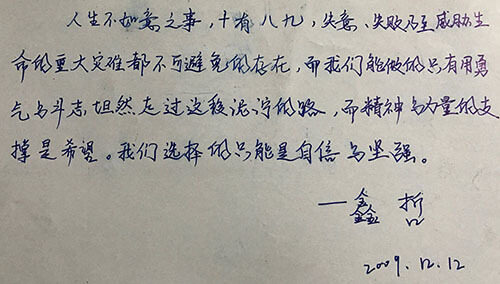 人生不如意之事，十有八九，失意、失败乃至威胁生
命的重大灾难都不可避免的存在，而我们能做的只有用勇
气与斗志，坦然走过这段泥泞的路，而精神与力量的支
撑是希望。我们选择的只能是自信与坚强。
—鑫哲
2009.12.12